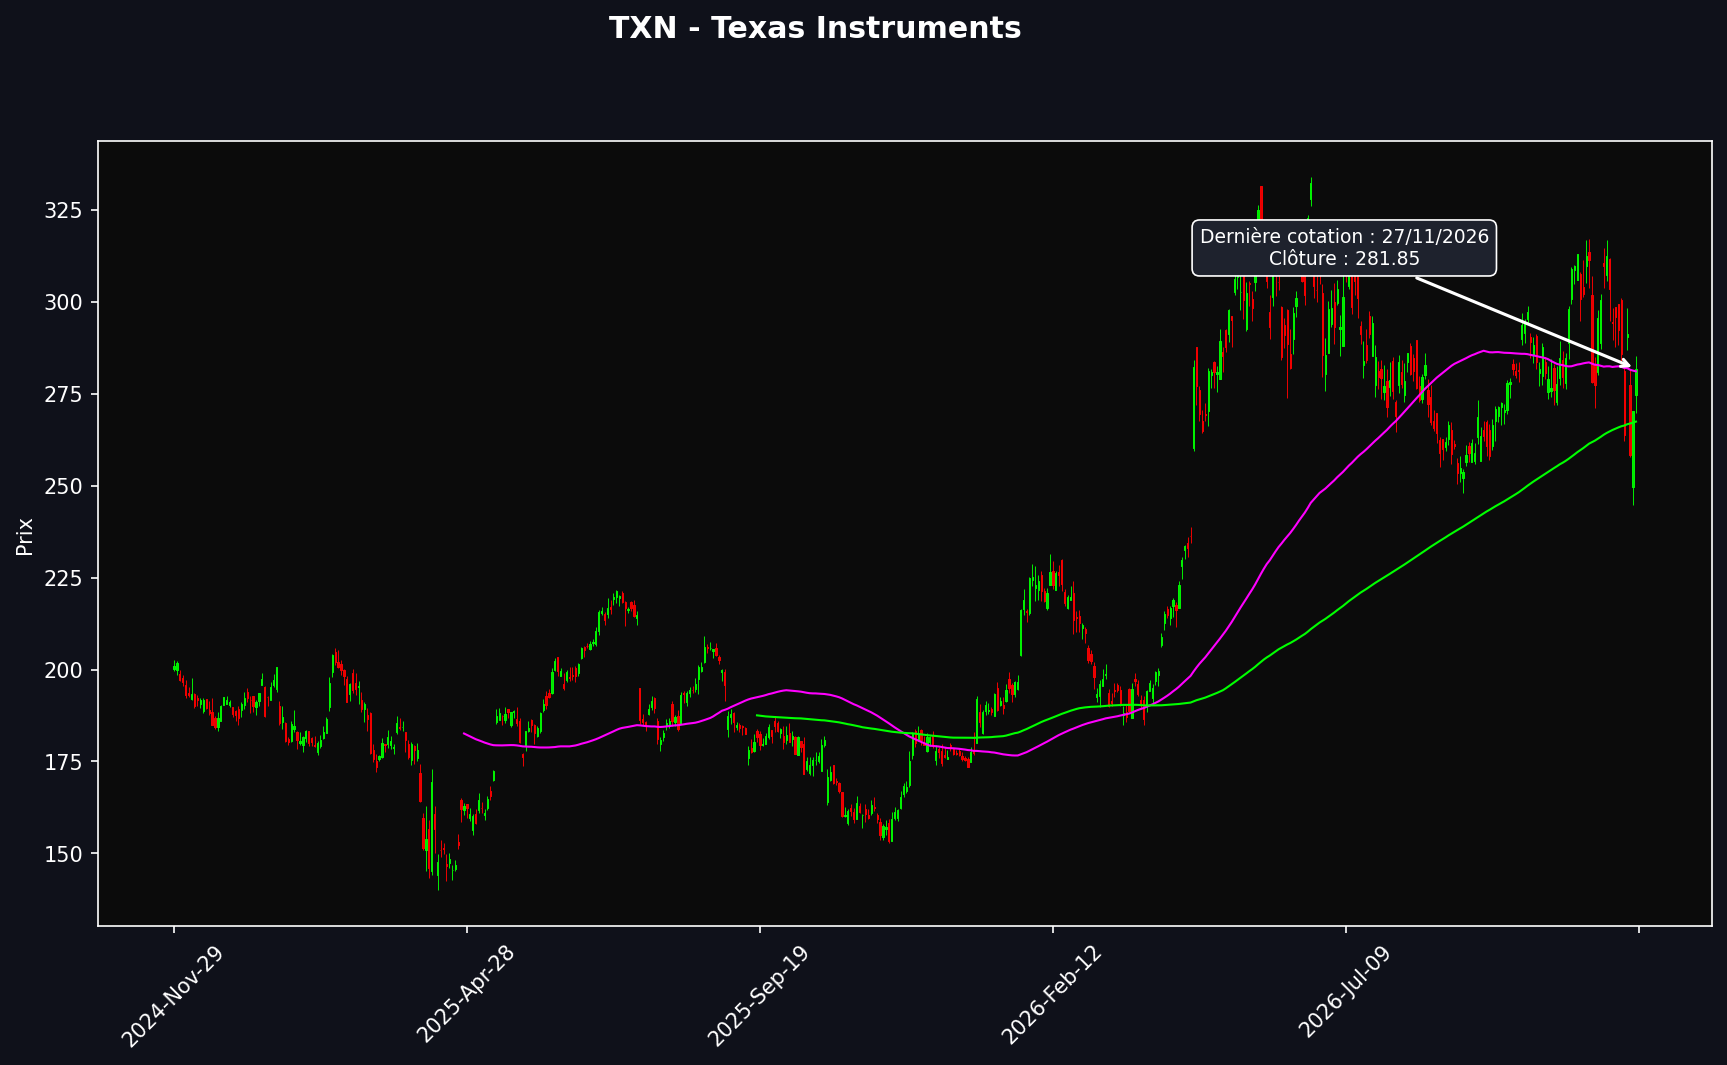 TXN - Texas Instruments
Prix
325
300
275
250
225
200
175
150
Dernière cotation : 27/11/2026
Clôture : 281.85
2024-Nov-29
2025-Apr-28
2025-Sep-19
2026-Feb-12
2026-Jul-09